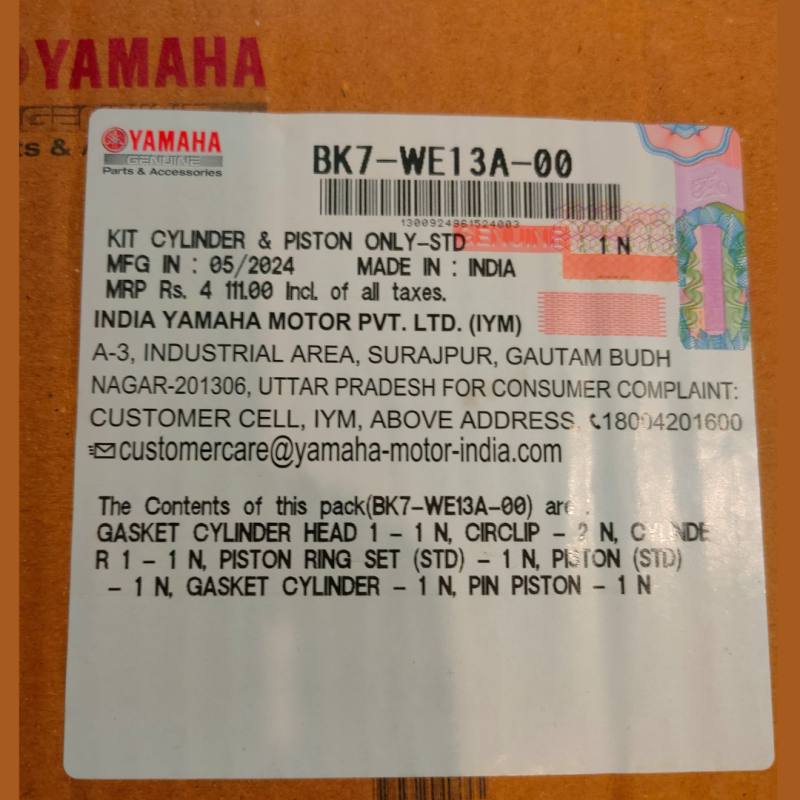 YAMAHA
YAMAHA
GENUINE
Parts & Accessories
BK7-WE13A-00
1300924961524003
KIT CYLINDER & PISTON ONLY-STD
GENUINE
1 N
MFG IN : 05/2024 MADE IN : INDIA
MRP Rs. 4 111.00 Incl. of all taxes.
INDIA YAMAHA MOTOR PVT. LTD. (IYM)
A-3, INDUSTRIAL AREA, SURAJPUR, GAUTAM BUDH
NAGAR-201306, UTTAR PRADESH FOR CONSUMER COMPLAINT:
CUSTOMER CELL, IYM, ABOVE ADDRESS, 18004201600
customercare@yamaha-motor-india.com
The Contents of this pack(BK7-WE13A-00) are :
GASKET CYLINDER HEAD 1 - 1 N, CIRCLIP - 2 N, CYLINDE
R 1 - 1 N, PISTON RING SET (STD) - 1 N, PISTON (STD)
- 1 N, GASKET CYLINDER - 1 N, PIN PISTON - 1 N